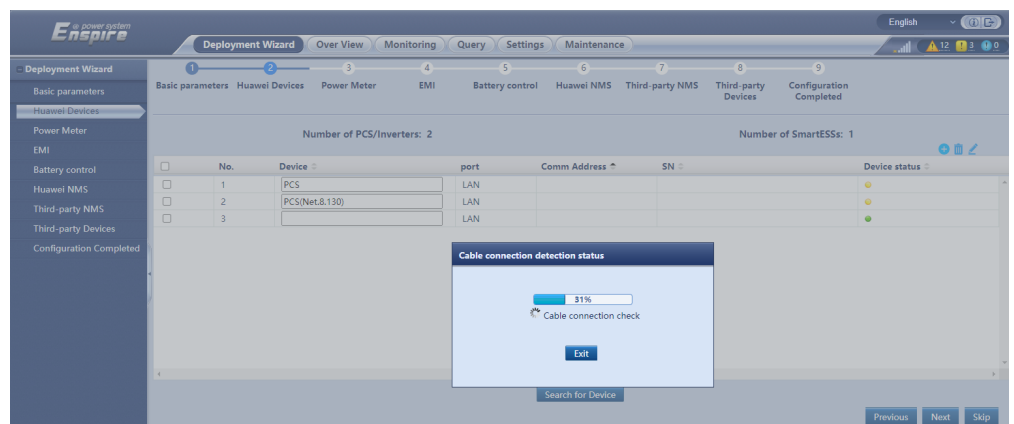 English
e power system
Enspire
Deployment Wizard Over View Monitoring Query Settings Maintenance
12 3 0
Deployment Wizard
Basic parameters
Huawei Devices
Power Meter
EMI
Battery control
Huawei NMS
Third-party NMS
Third-party Devices
Configuration Completed
1 2 3 4 5 6 7 8 9
Basic parameters Huawei Devices Power Meter EMI Battery control Huawei NMS Third-party NMS Third-party Configuration
Devices Completed
Number of PCS/Inverters: 2 Number of SmartESSs: 1
No. Device port Comm Address SN Device status
1 PCS LAN
2 PCS(Net.8.130) LAN
3 LAN
Cable connection detection status
31%
Cable connection check
Exit
Search for Device
Previous Next Skip